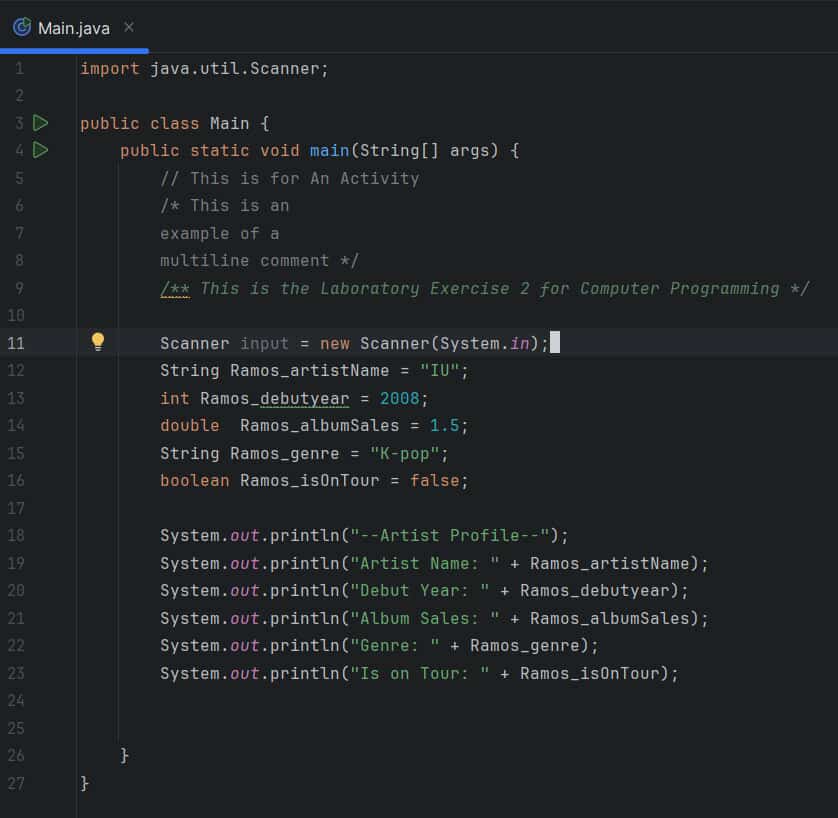 Main.java
1 import java.util.Scanner;
2
3 public class Main {
4     public static void main(String[] args) {
5         // This is for An Activity
6         /* This is an
7         example of a
8         multiline comment */
9         /** This is the Laboratory Exercise 2 for Computer Programming */
10
11         Scanner input = new Scanner(System.in);
12         String Ramos_artistName = "IU";
13         int Ramos_debutyear = 2008;
14         double  Ramos_albumSales = 1.5;
15         String Ramos_genre = "K-pop";
16         boolean Ramos_isOnTour = false;
17
18         System.out.println("--Artist Profile--");
19         System.out.println("Artist Name: " + Ramos_artistName);
20         System.out.println("Debut Year: " + Ramos_debutyear);
21         System.out.println("Album Sales: " + Ramos_albumSales);
22         System.out.println("Genre: " + Ramos_genre);
23         System.out.println("Is on Tour: " + Ramos_isOnTour);
24
25
26     }
27 }